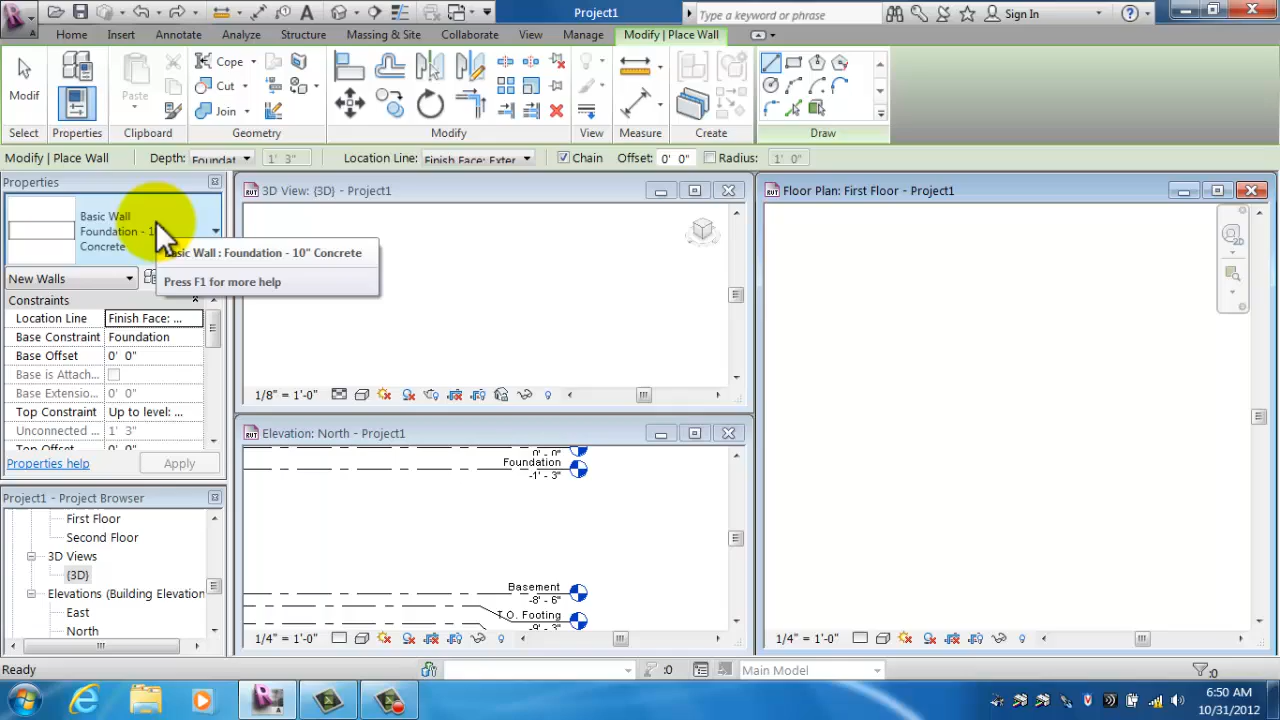 Project1
Type a keyword or phrase
Sign In
Home Insert Annotate Analyze Structure Massing & Site Collaborate View Manage Modify | Place Wall
Modify
Cope
Cut
Join
Paste
Select Properties Clipboard Geometry Modify View Measure Create Draw
Modify | Place Wall Depth: Foundat 1' 3" Location Line: Finish Face: Exter Chain Offset: 0' 0" Radius: 1' 0"
Properties
Basic Wall
Foundation - 1
Concrete
Basic Wall : Foundation - 10" Concrete
Press F1 for more help
New Walls
Constraints
Location Line Finish Face: ...
Base Constraint Foundation
Base Offset 0' 0"
Base is Attach...
Base Extensio... 0' 0"
Top Constraint Up to level: ...
Unconnected ... 1' 3"
Top Offset 0' 0"
Properties help Apply
Project1 - Project Browser
First Floor
Second Floor
3D Views
{3D}
Elevations (Building Elevation
East
North
3D View: {3D} - Project1
1/8" = 1'-0"
Elevation: North - Project1
0' - 0"
Foundation
-1' - 3"
Basement
-8' - 6"
T.O. Footing
-9' - 3"
1/4" = 1'-0"
Floor Plan: First Floor - Project1
2D
1/4" = 1'-0"
Ready :0 Main Model :0
6:50 AM
10/31/2012